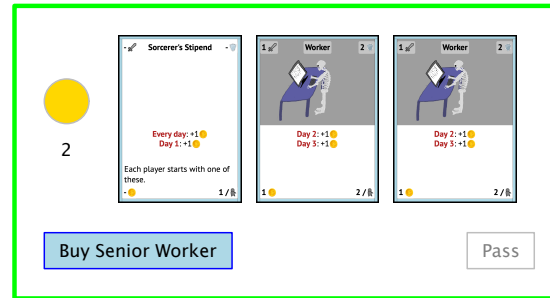 2
- Sorcerer's Stipend -
Every day: +1
Day 1: +1
Each player starts with one of
these.
- 1 /
1 Worker 2
Day 2: +1
Day 3: +1
1 2 /
1 Worker 2
Day 2: +1
Day 3: +1
1 2 /
Buy Senior Worker
Pass